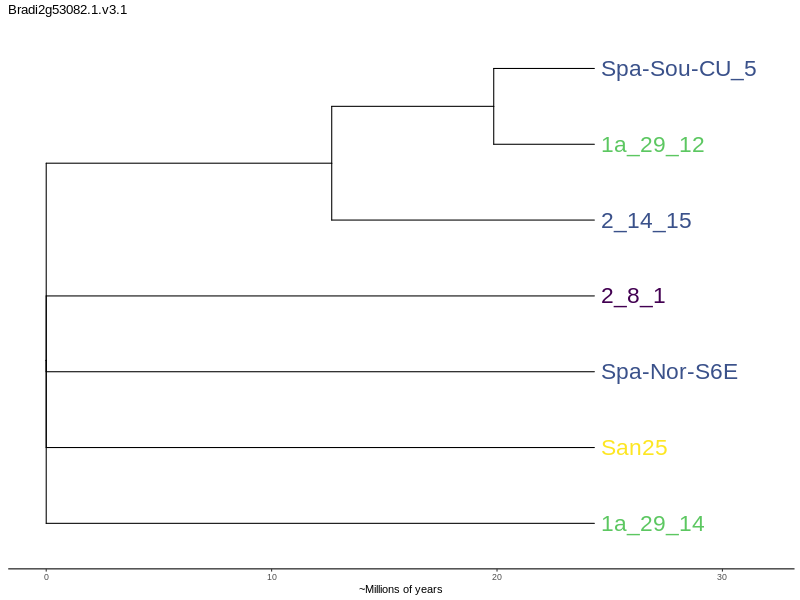 Bradi2g53082.1.v3.1
Spa-Sou-CU_5
1a_29_12
2_14_15
2_8_1
Spa-Nor-S6E
San25
1a_29_14
0 10 20 30
~Millions of years